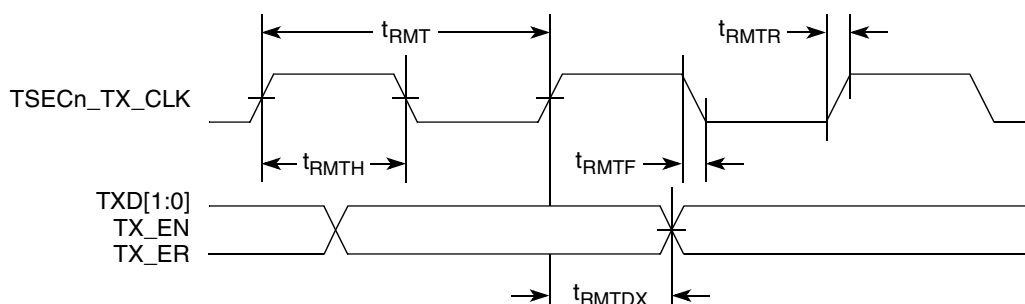 tRMT
tRMTR
TSECn_TX_CLK
tRMTH
tRMTF
TXD[1:0]
TX_EN
TX_ER
tRMTDX